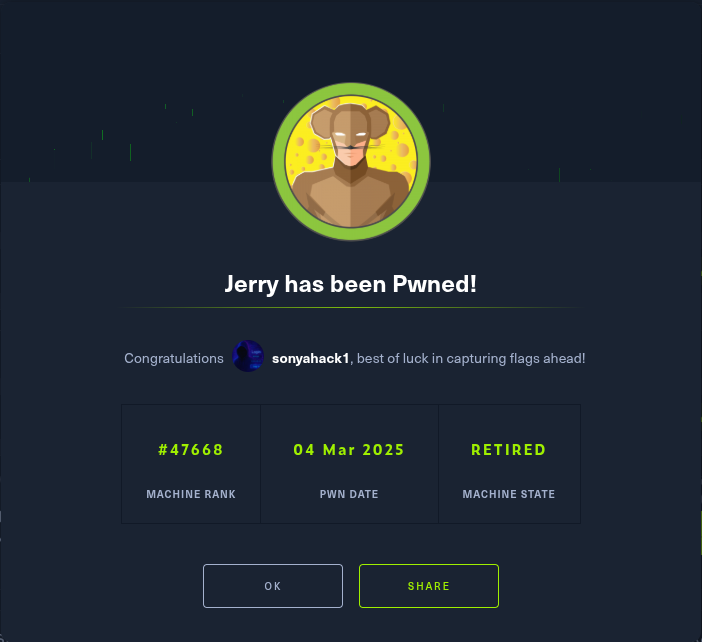 Jerry has been Pwned!
Congratulations sonyahack1, best of luck in capturing flags ahead!
#47668 04 Mar 2025 RETIRED
MACHINE RANK PWN DATE MACHINE STATE
OK SHARE